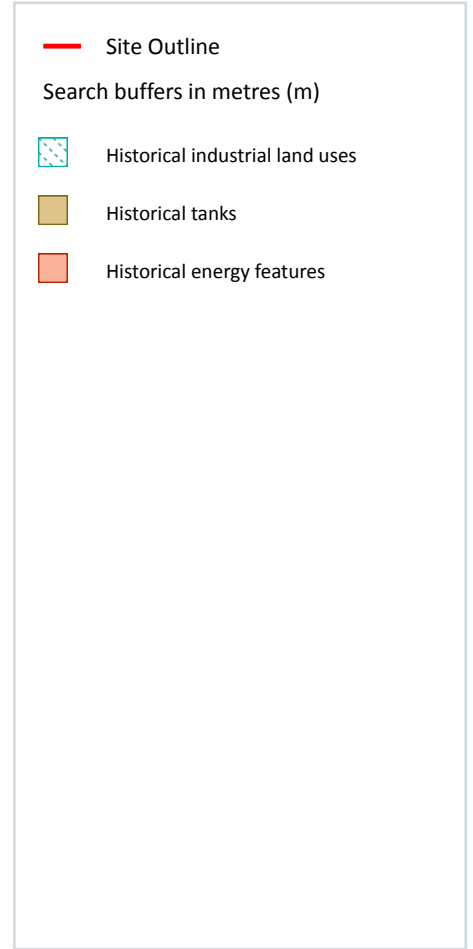 Site Outline
Search buffers in metres (m)
Historical industrial land uses
Historical tanks
Historical energy features